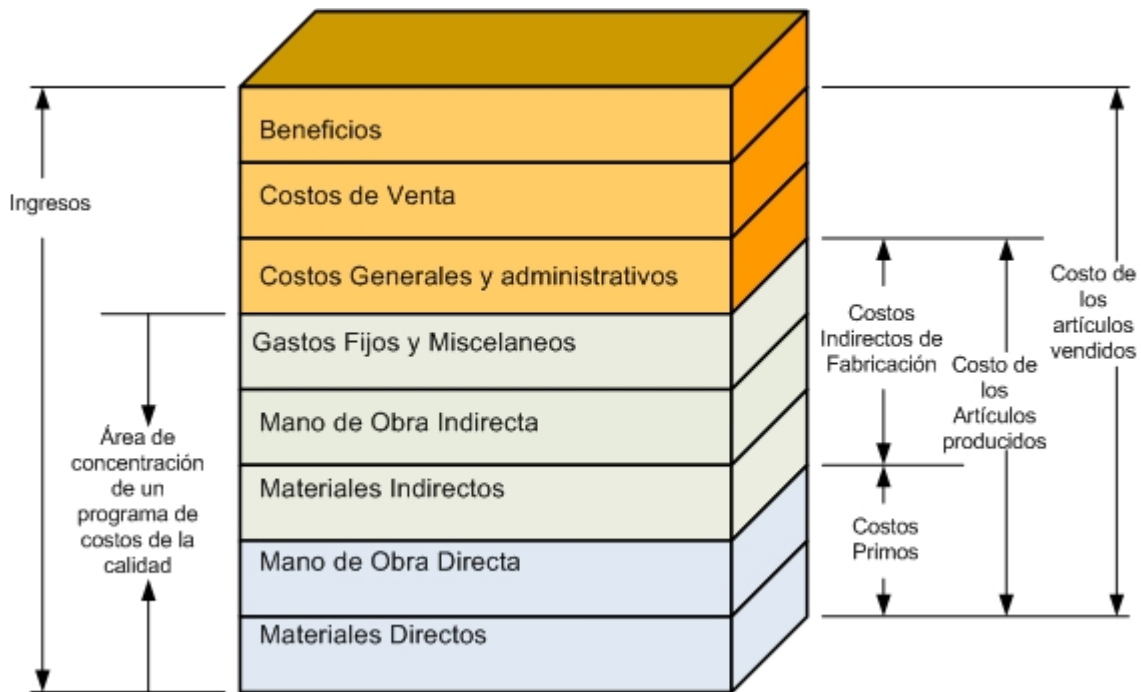 Beneficios
Costos de Venta
Ingresos
Costos Generales y administrativos
Gastos Fijos y Miscelaneos
Mano de Obra Indirecta
Materiales Indirectos
Mano de Obra Directa
Materiales Directos
Área de
concentración
de un
programa de
costos de la
calidad
Costos
Indirectos de
Fabricación
Costos
Primos
Costo de
los
Artículos
producidos
Costo de
los
artículos
vendidos